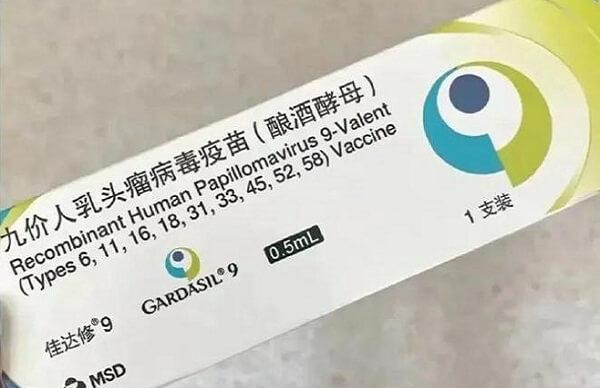 九价人乳头瘤病毒疫苗（酿酒酵母）
Recombinant Human Papillomavirus 9-Valent
(Types 6, 11, 16, 18, 31, 33, 45, 52, 58) Vaccine
1 支装
佳达修®9
GARDASIL®9
0.5mL
MSD